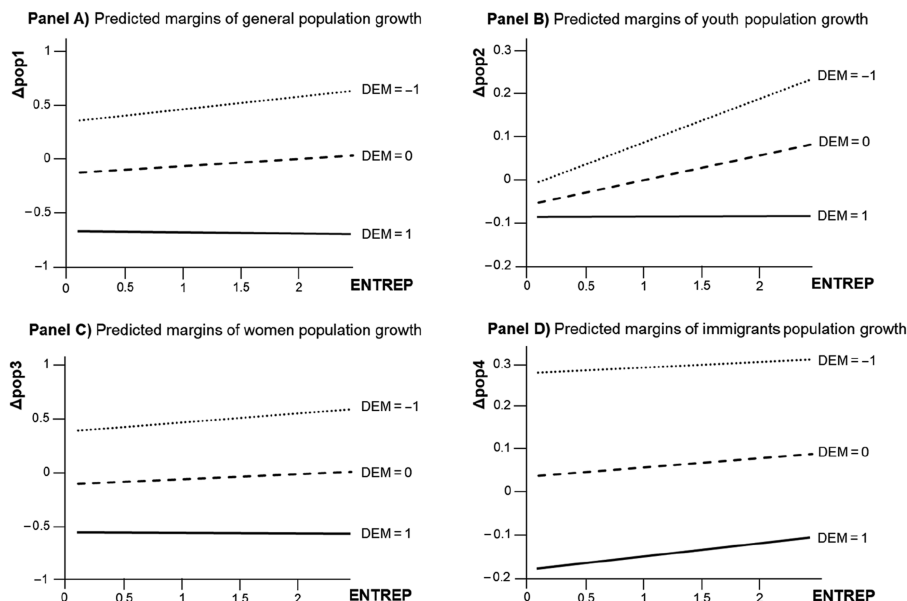 Panel A) Predicted margins of general population growth
Δpop1
1
0.5
0
−0.5
−1
DEM = −1
DEM = 0
DEM = 1
0 0.5 1 1.5 2 ENTREP
Panel B) Predicted margins of youth population growth
Δpop2
0.3
0.2
0.1
0
−0.1
−0.2
DEM = −1
DEM = 0
DEM = 1
0 0.5 1 1.5 2 ENTREP
Panel C) Predicted margins of women population growth
Δpop3
1
0.5
0
−0.5
−1
DEM = −1
DEM = 0
DEM = 1
0 0.5 1 1.5 2 ENTREP
Panel D) Predicted margins of immigrants population growth
Δpop4
0.3
0.2
0.1
0
−0.1
−0.2
DEM = −1
DEM = 0
DEM = 1
0 0.5 1 1.5 2 ENTREP